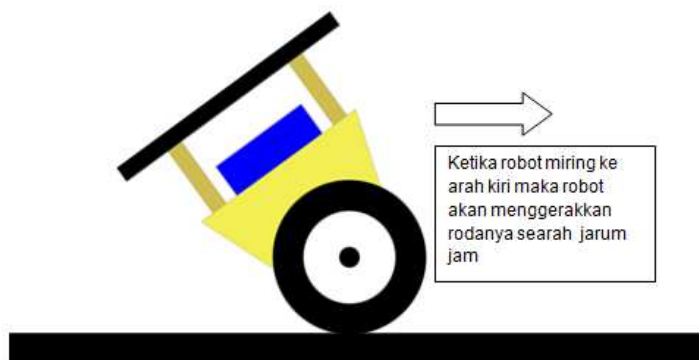 Ketika robot miring ke
arah kiri maka robot
akan menggerakkan
rodanya searah jarum
jam